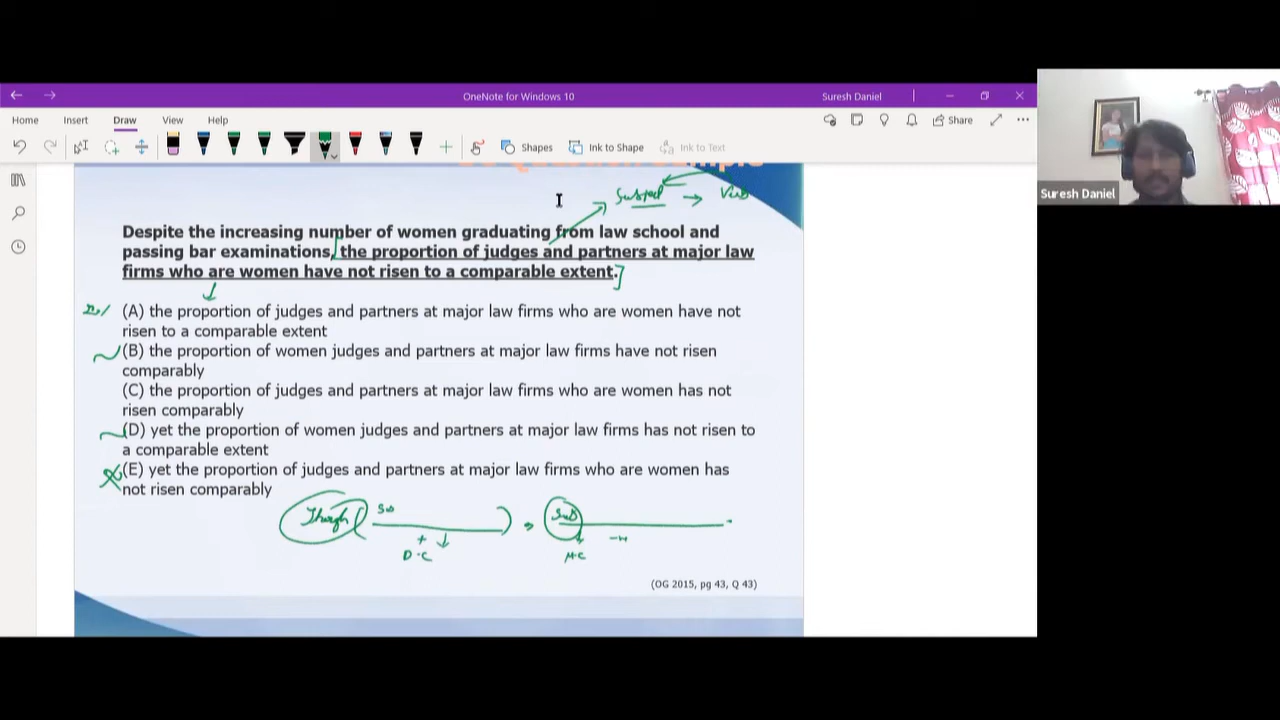 OneNote for Windows 10
Suresh Daniel
Home
Insert
Draw
View
Help
Share
Shapes
Ink to Shape
Ink to Text
Suresh Daniel
Subject → Verb
Despite the increasing number of women graduating from law school and
passing bar examinations, the proportion of judges and partners at major law
firms who are women have not risen to a comparable extent.
(A) the proportion of judges and partners at major law firms who are women have not
risen to a comparable extent
(B) the proportion of women judges and partners at major law firms have not risen
comparably
(C) the proportion of judges and partners at major law firms who are women has not
risen comparably
(D) yet the proportion of women judges and partners at major law firms has not risen to
a comparable extent
(E) yet the proportion of judges and partners at major law firms who are women has
not risen comparably
Though ( Sub ) , Sub
+ D.C
M.C
(OG 2015, pg 43, Q 43)